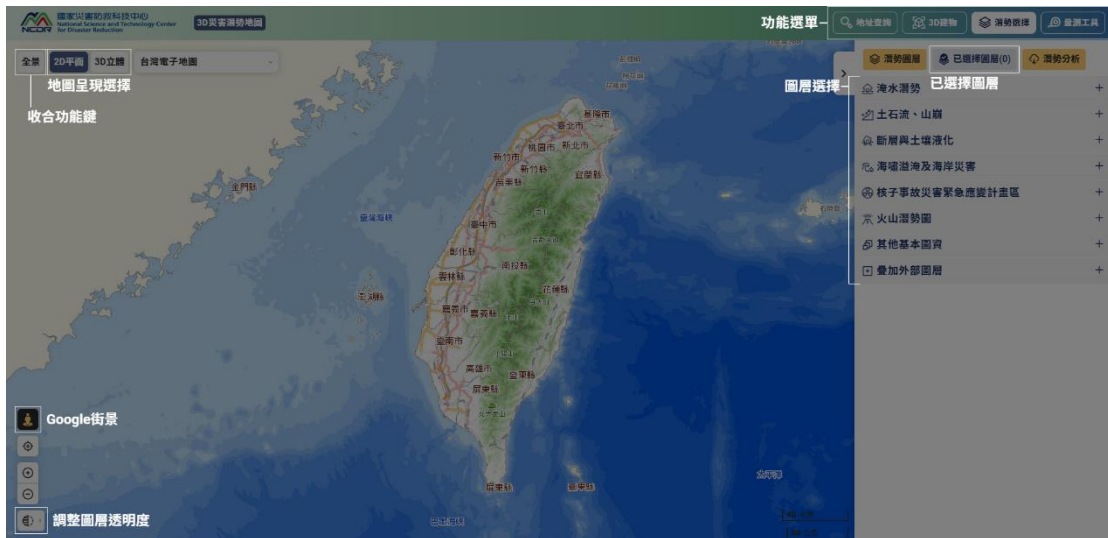 國家災害防救科技中心
National Science and Technology Center
for Disaster Reduction
NCDR
3D災害潛勢地圖
功能選單
地址查詢
3D建物
潛勢選擇
量測工具
全景
2D平面
3D立體
台灣電子地圖
地圖呈現選擇
收合功能鍵
圖層選擇
潛勢圖層
已選擇圖層(0)
潛勢分析
已選擇圖層
淹水潛勢
土石流、山崩
斷層與土壤液化
海嘯溢淹及海岸災害
核子事故災害緊急應變計畫區
火山潛勢圖
其他基本圖資
疊加外部圖層
基隆市
臺北市
桃園市
新北市
新竹市
新竹縣
宜蘭縣
苗栗縣
金門縣
臺灣海峽
臺中市
彰化縣
南投縣
雲林縣
花蓮縣
澎湖縣
嘉義市
嘉義縣
臺南市
高雄市
臺東縣
屏東縣
屏東縣
臺東縣
太平洋
巴士海峽
Google街景
調整圖層透明度